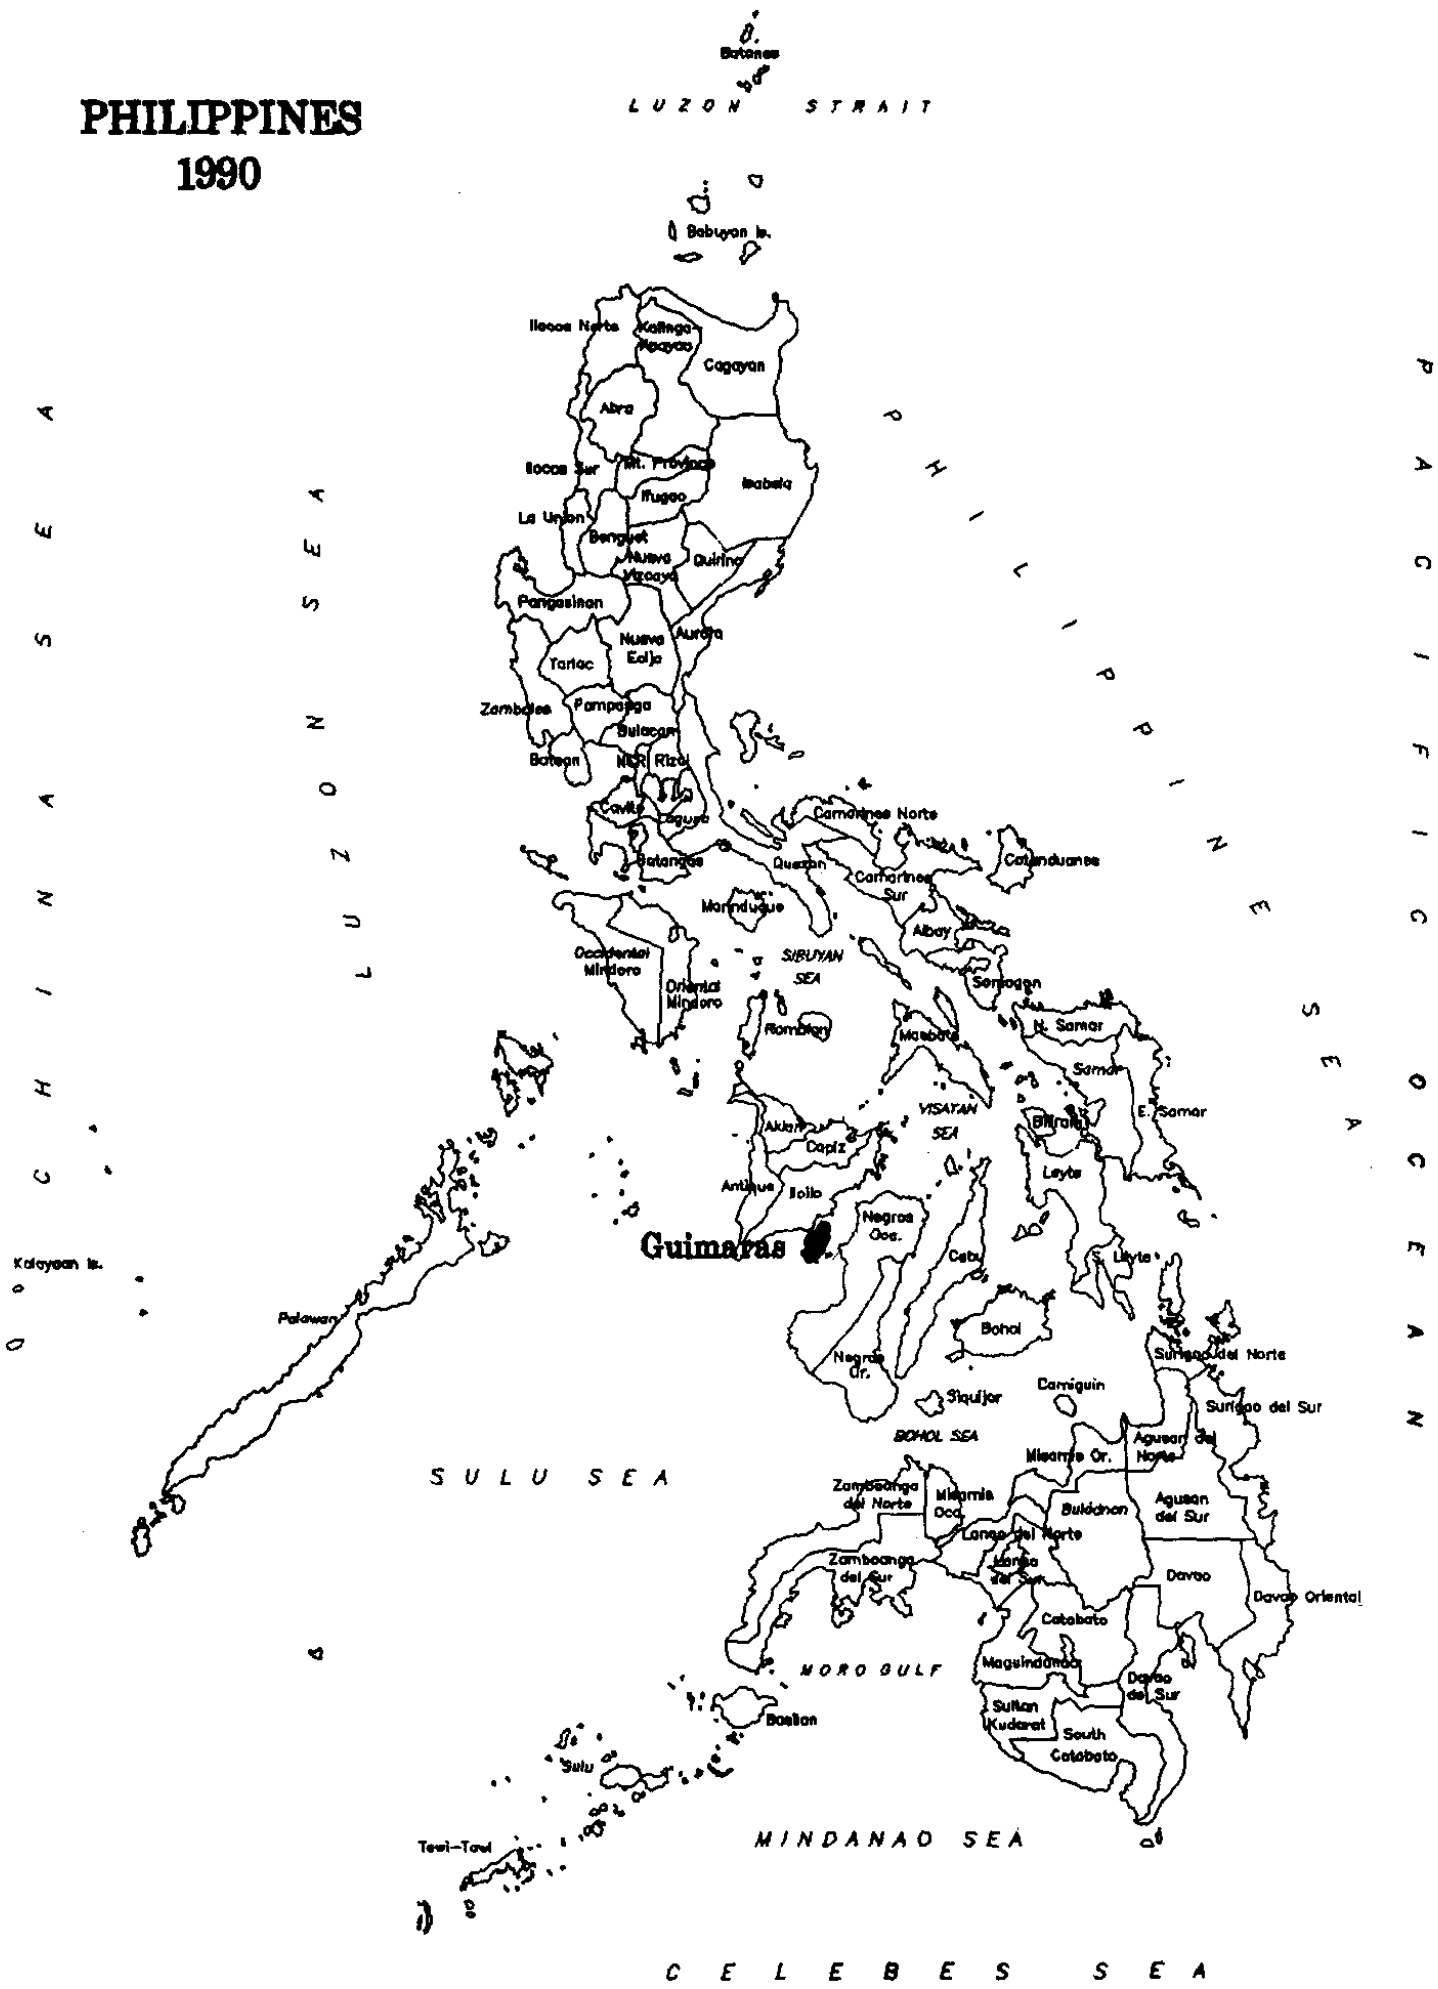 Batanes
LUZON STRAIT
PHILIPPINES
1990
Babuyan Is.
Ilocos Norte
Kalinga-
Apayao
Cagayan
Abra
Ilocos Sur
Mt. Province
Isabela
Ifugao
La Union
Benguet
Nueva
Vizcaya
Quirino
Pangasinan
Nueva
Ecija
Aurora
Tarlac
Zambales
Pampanga
Bulacan
Bataan
NCR
Rizal
Cavite
Laguna
Batangas
Quezon
Camarines Norte
Camarines
Sur
Catanduanes
Marinduque
Albay
Occidental
Mindoro
Oriental
Mindoro
SIBUYAN
SEA
Sorsogon
Romblon
Masbate
N. Samar
Samar
E. Samar
VISAYAN
SEA
Biliran
Aklan
Capiz
Antique
Iloilo
Leyte
Negros
Occ.
Guimaras
Cebu
S. Leyte
Kalayaan Is.
Palawan
Bohol
Negros
Or.
Surigao del Norte
Siquijor
Camiguin
Surigao del Sur
BOHOL SEA
Agusan del
Norte
Misamis Or.
SULU SEA
Zamboanga
del Norte
Misamis
Occ.
Bukidnon
Agusan
del Sur
Lanao del Norte
Lanao
del Sur
Zamboanga
del Sur
Davao
Davao Oriental
Cotabato
Maguindanao
MORO GULF
Davao
del Sur
Sultan
Kudarat
South
Cotabato
Basilan
Sulu
Tawi-Tawi
MINDANAO SEA
CELEBES SEA
CHINA SEA
LUZON SEA
PHILIPPINE SEA
PACIFIC OCEAN